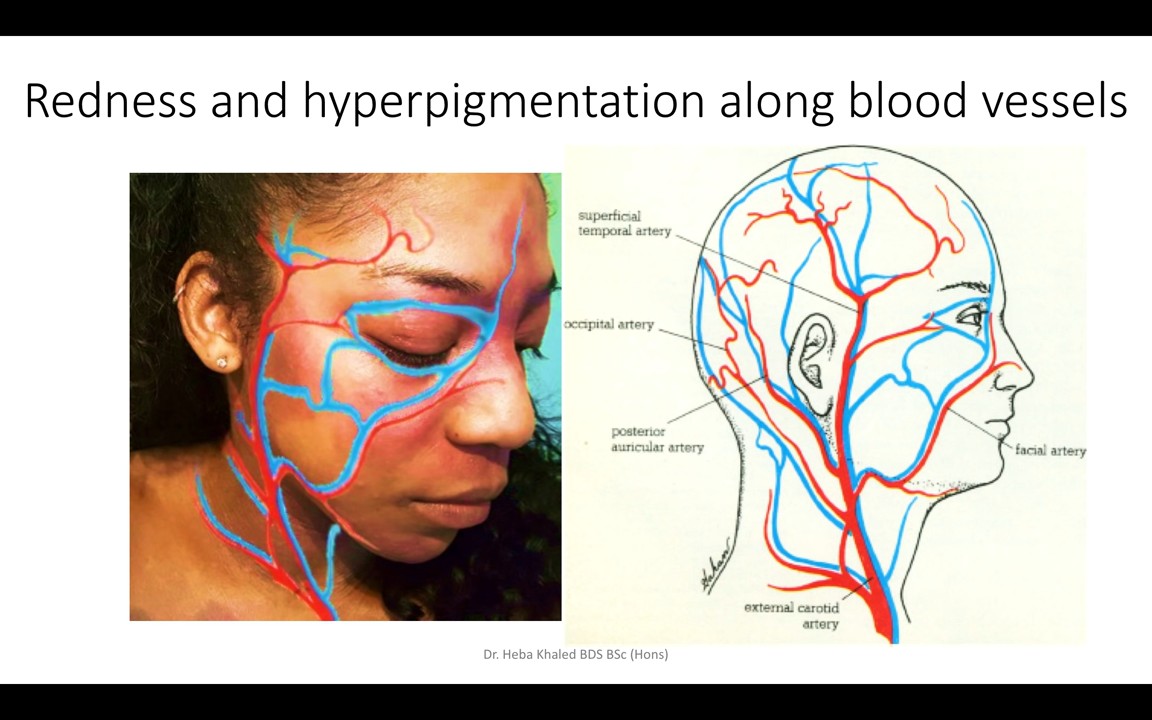 Redness and hyperpigmentation along blood vessels
superficial
temporal artery
occipital artery
posterior
auricular artery
facial artery
external carotid
artery
Dr. Heba Khaled BDS BSc (Hons)